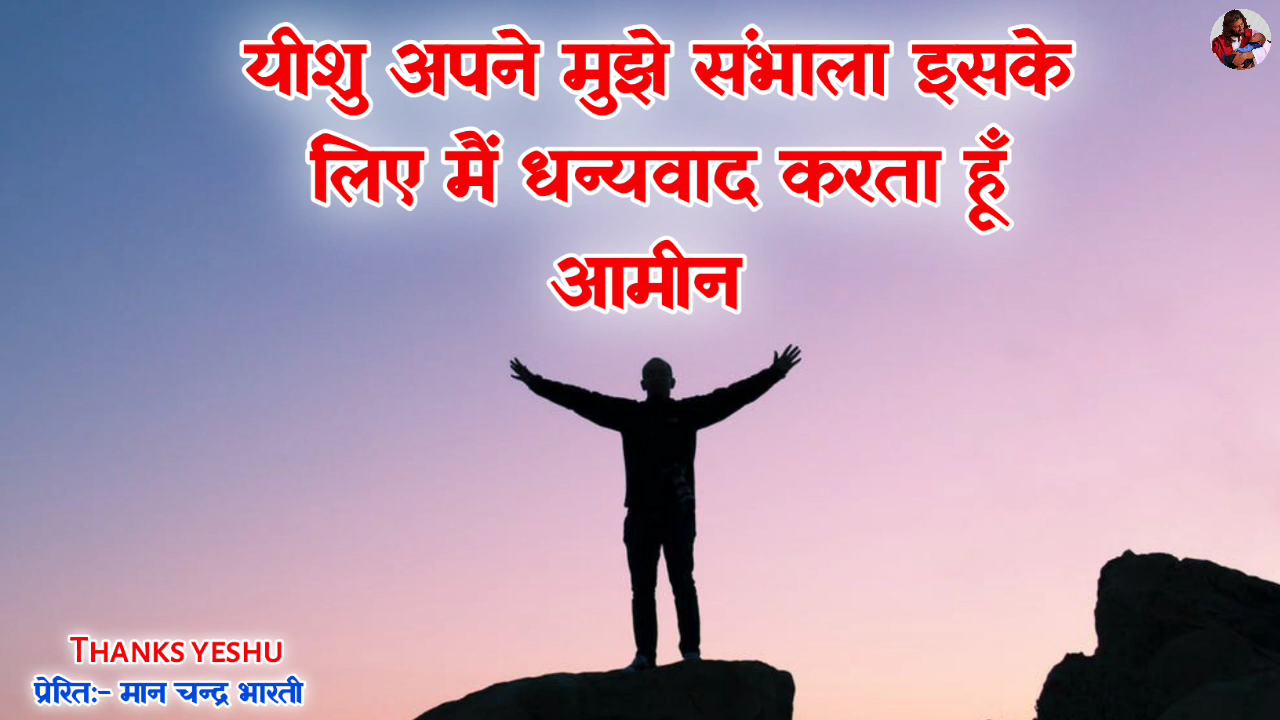 यीशु अपने मुझे संभाला इसके
लिए मैं धन्यवाद करता हूँ
आमीन
THANKS YESHU
प्रेरितः- मान चन्द्र भारती